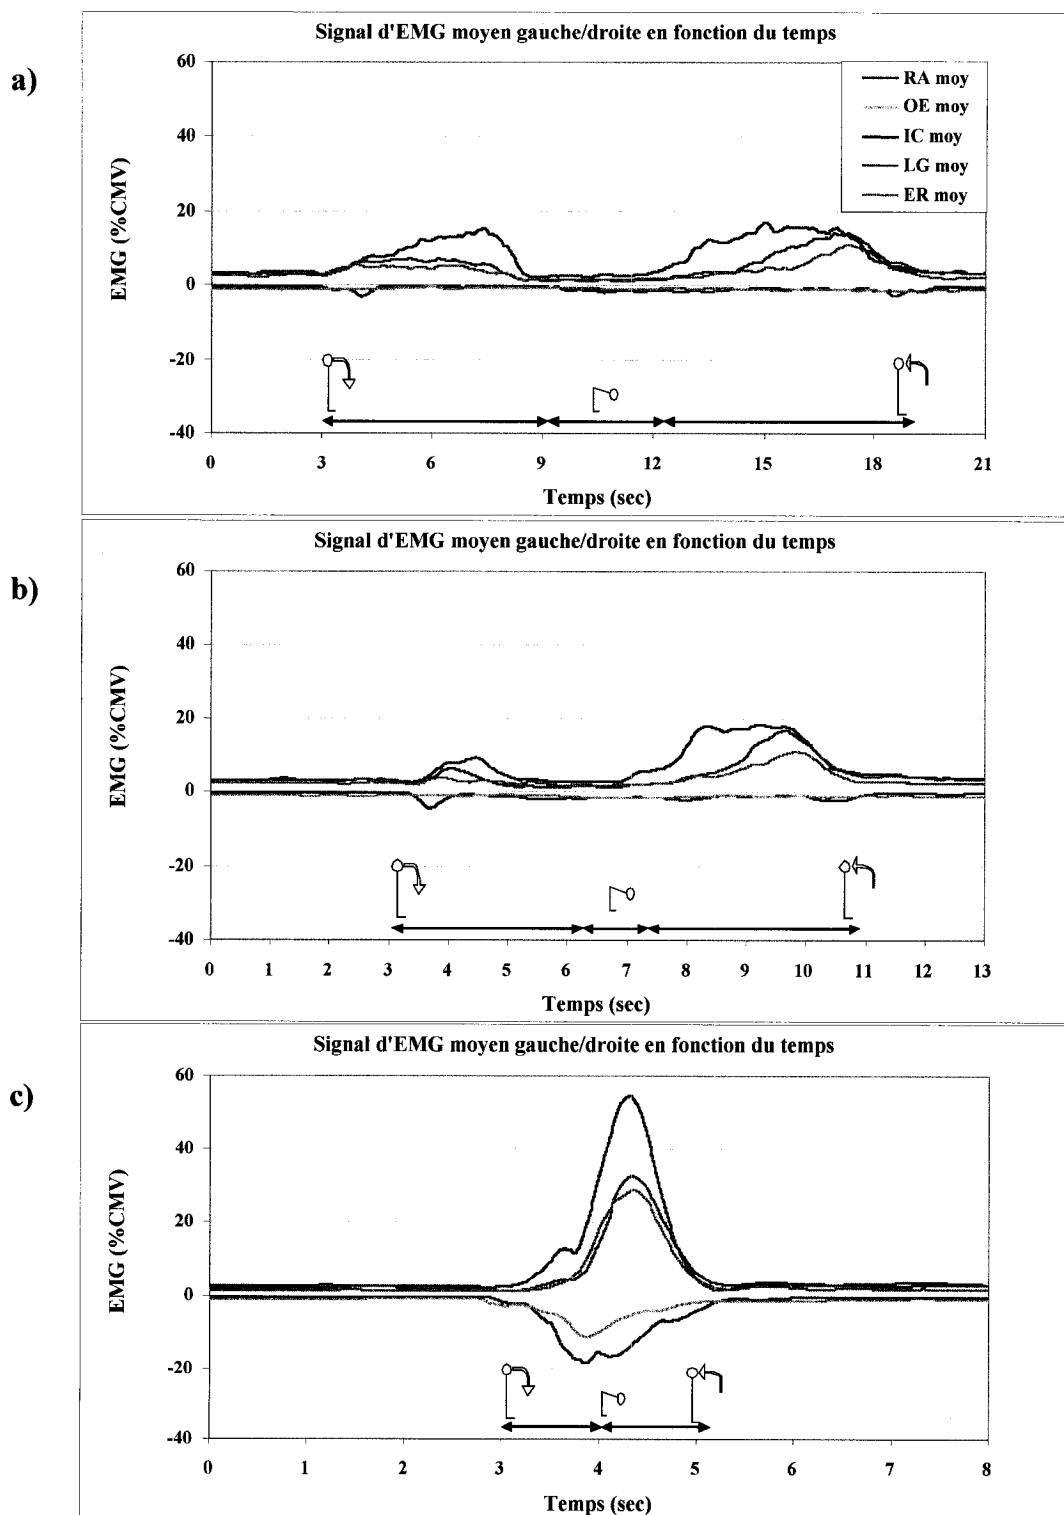 a)
Signal d'EMG moyen gauche/droite en fonction du temps
60
40
20
0
-20
-40
EMG (%CMV)
RA moy
OE moy
IC moy
LG moy
ER moy
0 3 6 9 12 15 18 21
Temps (sec)
b)
Signal d'EMG moyen gauche/droite en fonction du temps
60
40
20
0
-20
-40
EMG (%CMV)
0 1 2 3 4 5 6 7 8 9 10 11 12 13
Temps (sec)
c)
Signal d'EMG moyen gauche/droite en fonction du temps
60
40
20
0
-20
-40
EMG (%CMV)
0 1 2 3 4 5 6 7 8
Temps (sec)